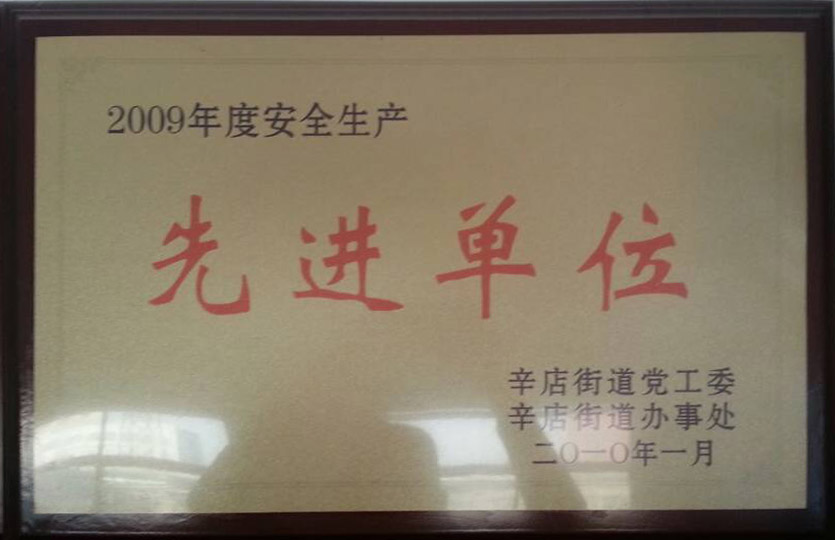 2009年度安全生产
先进单位
辛店街道党工委
辛店街道办事处
二〇一〇年一月